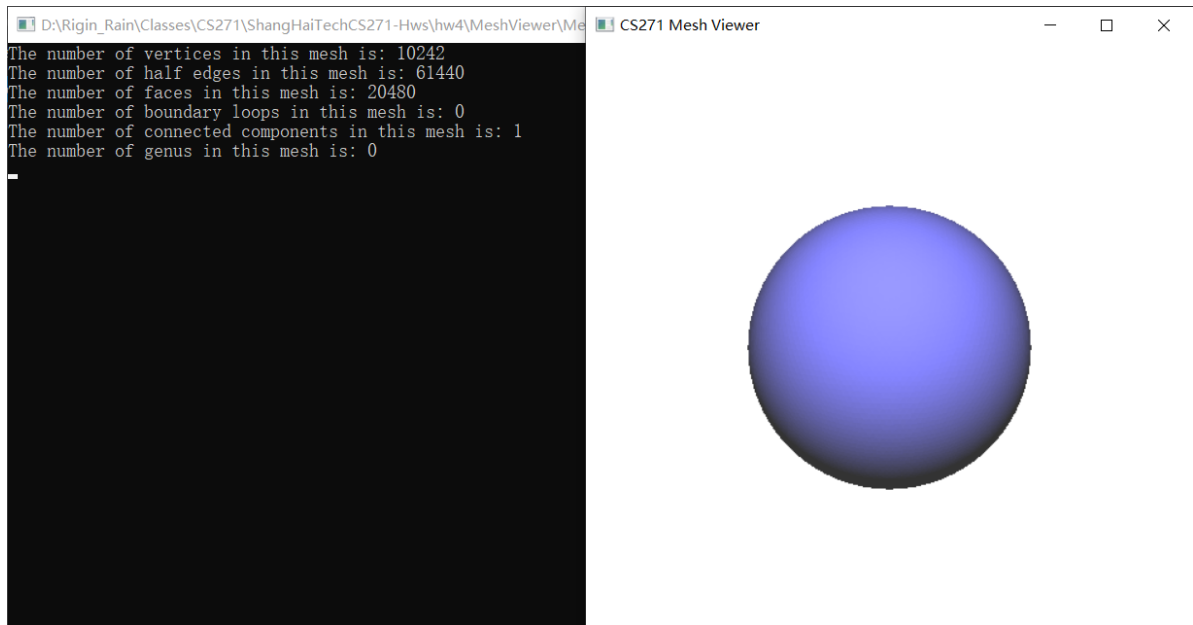 D:\Rigin_Rain\Classes\CS271\ShangHaiTechCS271-Hws\hw4\MeshViewer\Me
CS271 Mesh Viewer
The number of vertices in this mesh is: 10242
The number of half edges in this mesh is: 61440
The number of faces in this mesh is: 20480
The number of boundary loops in this mesh is: 0
The number of connected components in this mesh is: 1
The number of genus in this mesh is: 0